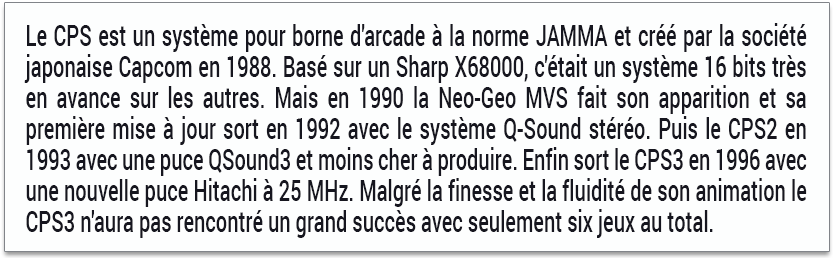 Le CPS est un système pour borne d'arcade à la norme JAMMA et créé par la société
japonaise Capcom en 1988. Basé sur un Sharp X68000, c'était un système 16 bits très
en avance sur les autres. Mais en 1990 la Neo-Geo MVS fait son apparition et sa
première mise à jour sort en 1992 avec le système Q-Sound stéréo. Puis le CPS2 en
1993 avec une puce QSound3 et moins cher à produire. Enfin sort le CPS3 en 1996 avec
une nouvelle puce Hitachi à 25 MHz. Malgré la finesse et la fluidité de son animation le
CPS3 n'aura pas rencontré un grand succès avec seulement six jeux au total.